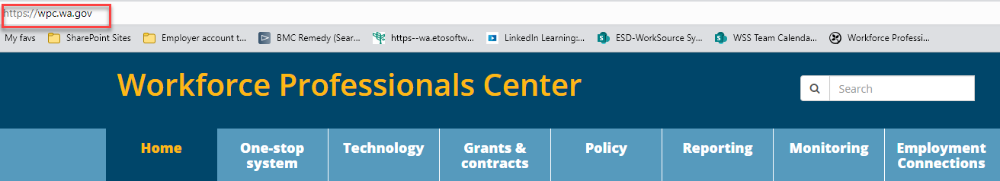 https://wpc.wa.gov
My favs SharePoint Sites Employer account t... BMC Remedy (Sear... https--wa.etosoftw... LinkedIn Learning:... ESD-WorkSource Sy... WSS Team Calenda... Workforce Professi...
Workforce Professionals Center
Search
Home
One-stop
system
Technology
Grants &
contracts
Policy
Reporting
Monitoring
Employment
Connections